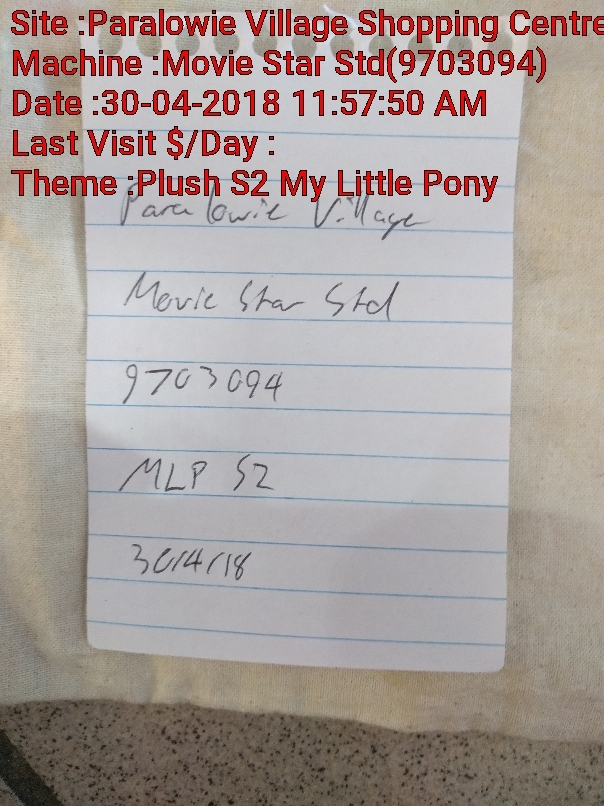 Site :Paralowie Village Shopping Centre
Machine :Movie Star Std(9703094)
Date :30-04-2018 11:57:50 AM
Last Visit $/Day :
Theme :Plush S2 My Little Pony
Paralowie Village
Movie Star Std
9703094
MLP S2
30/4/18